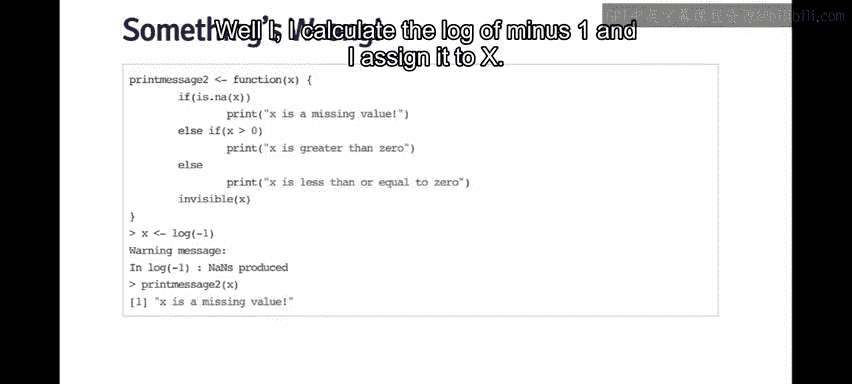 Something's Wrong!
Well I, I calculate the log of minus 1 and
I assign it to X.
printmessage2 <- function(x) {
if(is.na(x))
print("x is a missing value!")
else if(x > 0)
print("x is greater than zero")
else
print("x is less than or equal to zero")
invisible(x)
}
> x <- log(-1)
Warning message:
In log(-1) : NaNs produced
> printmessage2(x)
[1] "x is a missing value!"